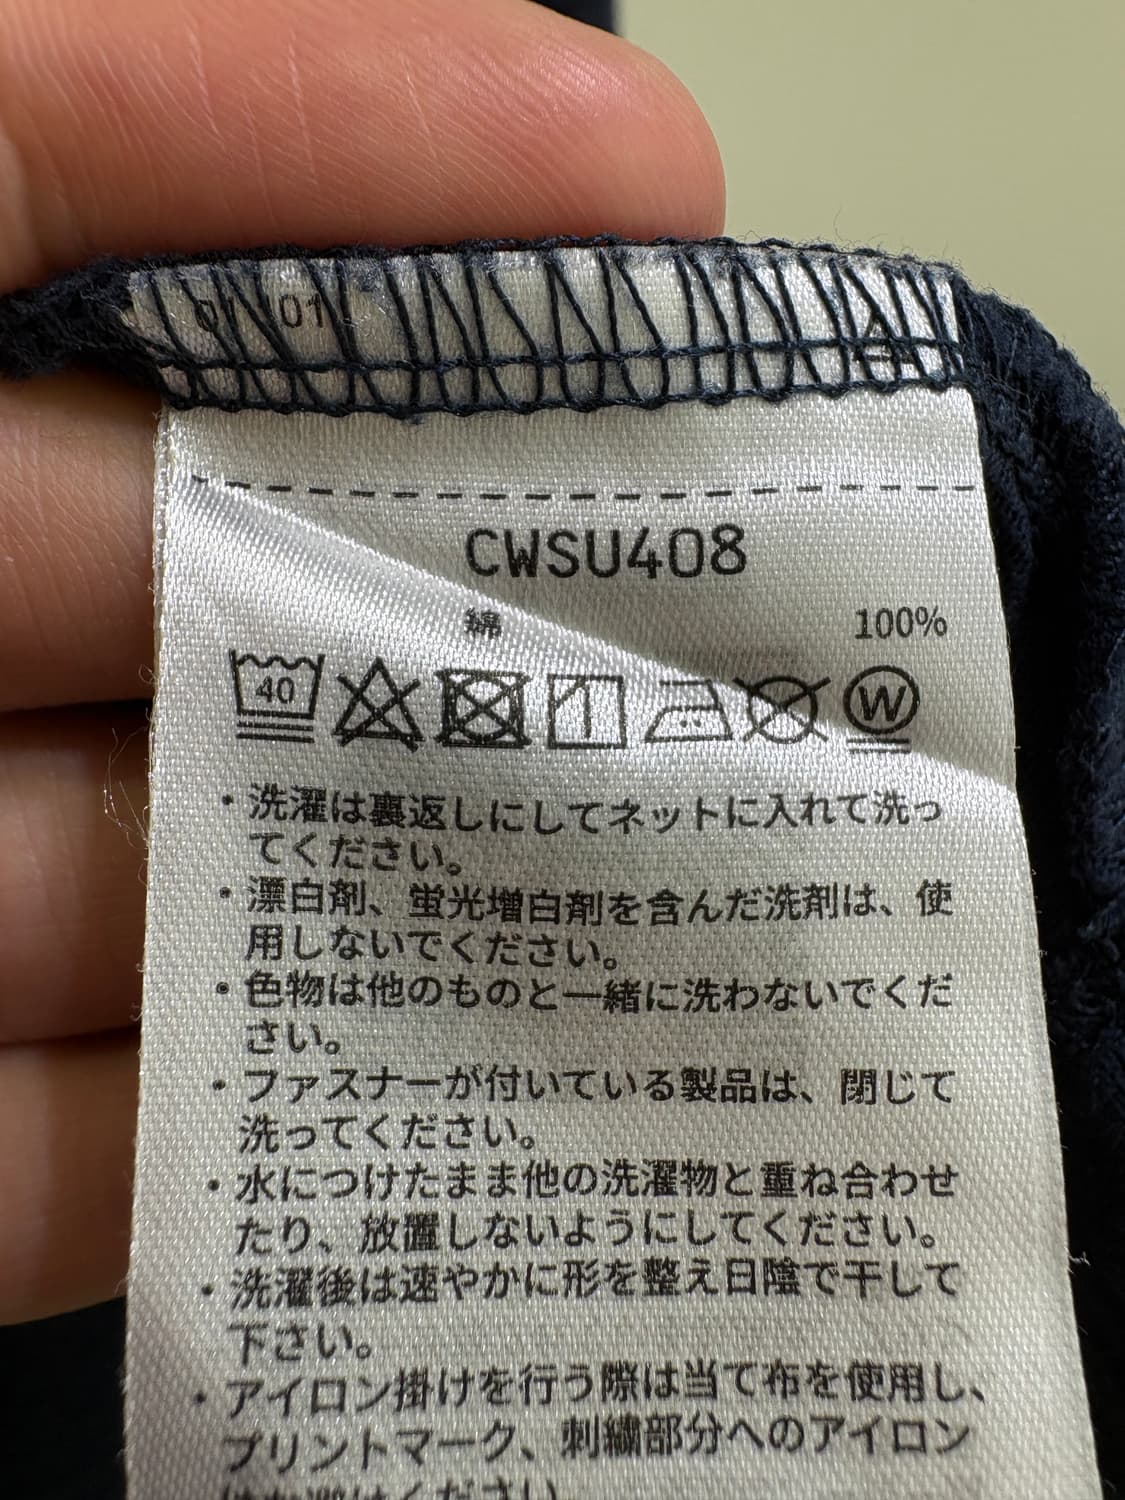 01 01
CWSU408
綿 100%
40 W
・洗濯は裏返しにしてネットに入れて洗っ
てください。
・漂白剤、蛍光増白剤を含んだ洗剤は、使
用しないでください。
・色物は他のものと一緒に洗わないでくだ
さい。
・ファスナーが付いている製品は、閉じて
洗ってください。
・水につけたまま他の洗濯物と重ね合わせ
たり、放置しないようにしてください。
・洗濯後は速やかに形を整え日陰で干して
下さい。
・アイロン掛けを行う際は当て布を使用し、
プリントマーク、刺繍部分へのアイロン